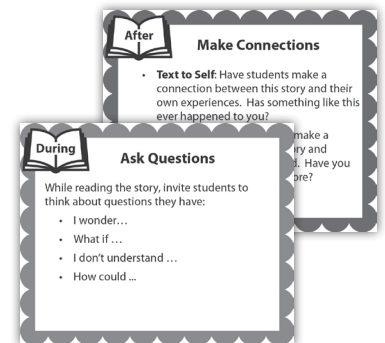 After
Make Connections
• Text to Self: Have students make a
connection between this story and their
own experiences. Has something like this
ever happened to you?
make a
ry and
Have you
ore?
During
Ask Questions
While reading the story, invite students to
think about questions they have:
• I wonder…
• What if …
• I don't understand …
• How could ...